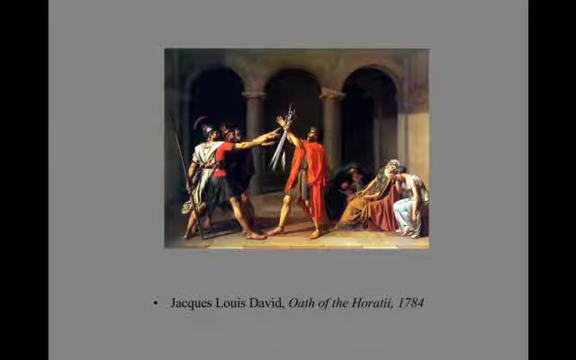 • Jacques Louis David, Oath of the Horatii, 1784